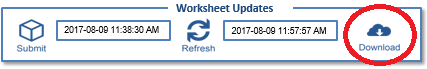 Worksheet Updates
2017-08-09 11:38:30 AM
2017-08-09 11:57:57 AM
Submit
Refresh
Download